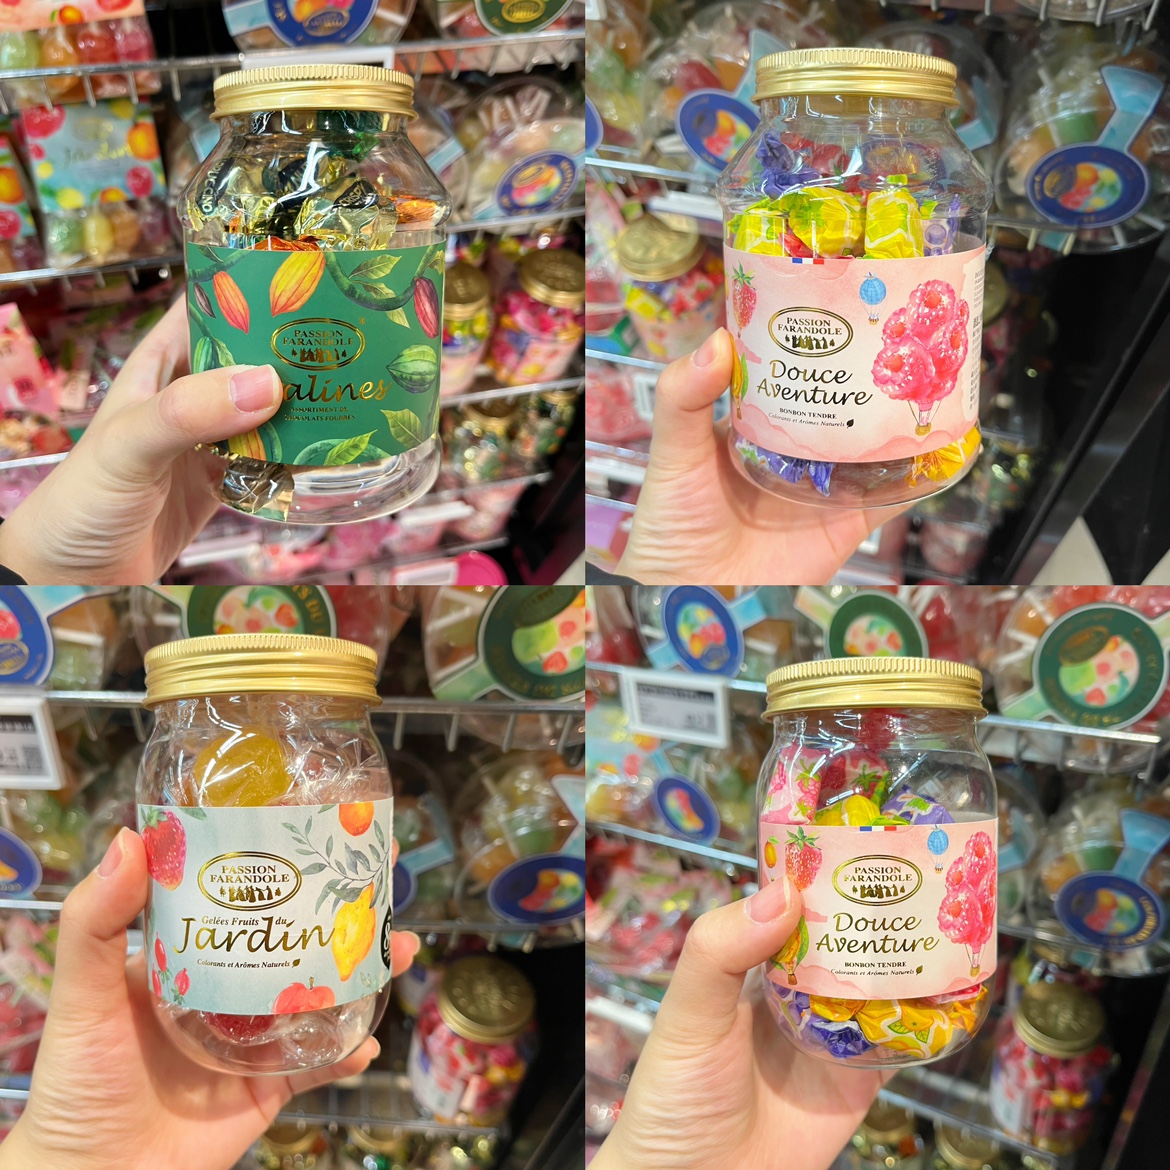 PASSION
FARANDOLE
alines
ASSORTIMENT DE
CHOCOLATS FOURRÉS
PASSION
FARANDOLE
Douce
Aventure
BONBON TENDRE
Colorants et Arômes Naturels
PASSION
FARANDOLE
Gelées Fruits du
Jardin
Colorants et Arômes Naturels
PASSION
FARANDOLE
Douce
Aventure
BONBON TENDRE
Colorants et Arômes Naturels